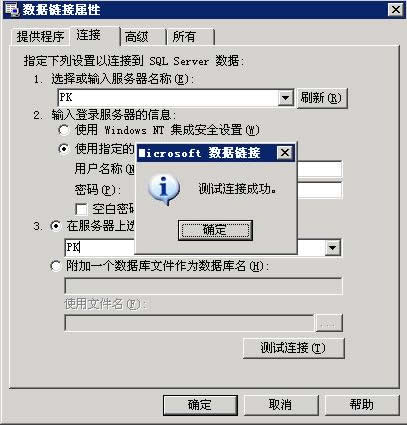 数据链接属性
提供程序 连接 高级 所有
指定下列设置以连接到 SQL Server 数据:
1. 选择或输入服务器名称(E):
PK 刷新(R)
2. 输入登录服务器的信息:
使用 Windows NT 集成安全设置(W)
使用指定的
用户名称(N
密码(P):
空白密码
Microsoft 数据链接
测试连接成功。
确定
3. 在服务器上选
PK
附加一个数据库文件作为数据库名(H):
使用文件名(F):
...
测试连接(T)
确定 取消 帮助